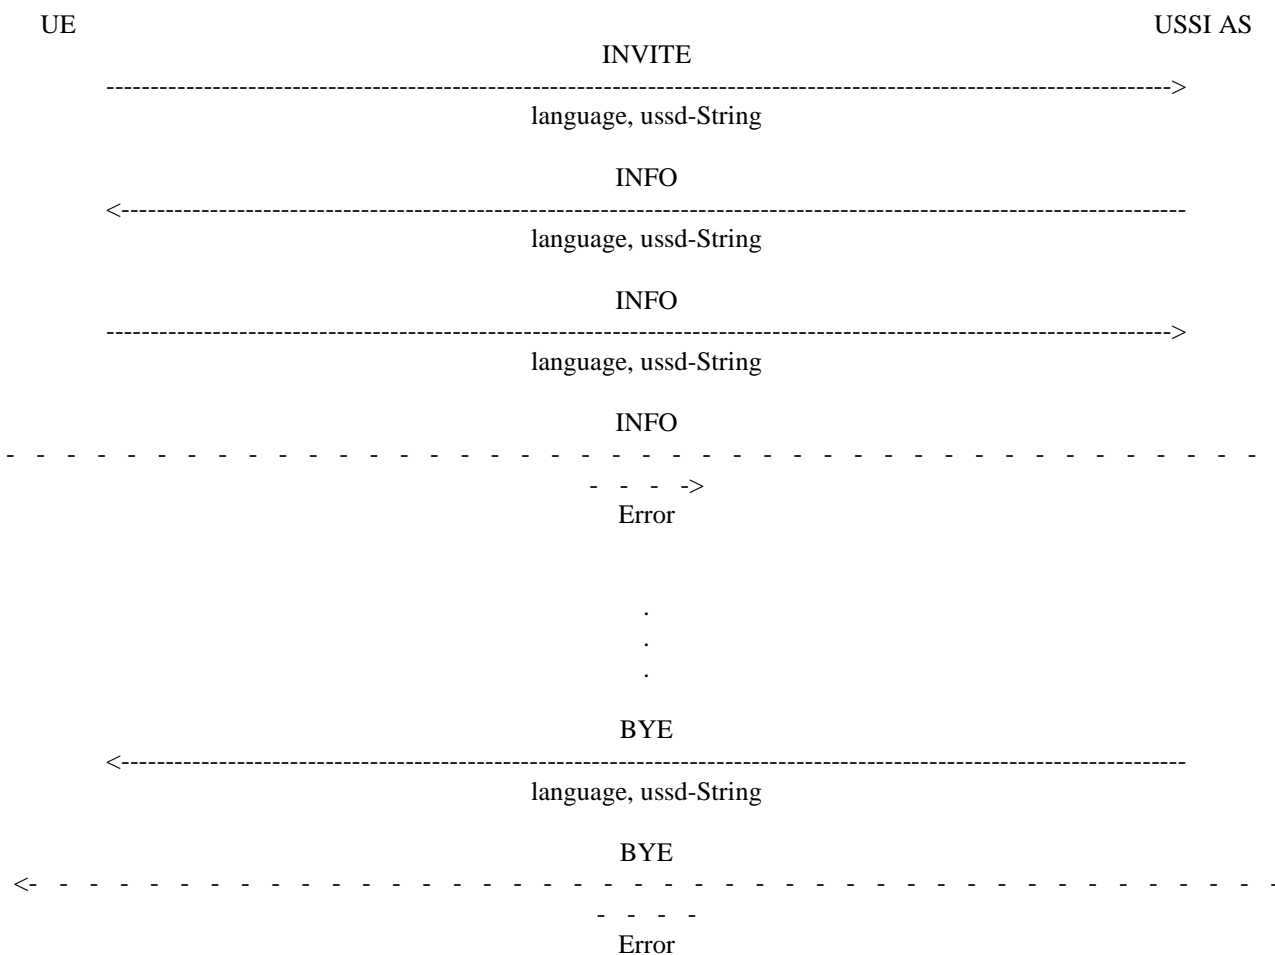 UE USSI AS
INVITE
------------------------------------------------------------------------------------------------------------------------>
language, ussd-String
INFO
<------------------------------------------------------------------------------------------------------------------------
language, ussd-String
INFO
------------------------------------------------------------------------------------------------------------------------>
language, ussd-String
INFO
- - - - - - - - - - - - - - - - - - - - - - - - - - - - - - - - - - - - - - - - - -
- - - ->
Error
.
.
.
BYE
<------------------------------------------------------------------------------------------------------------------------
language, ussd-String
BYE
<- - - - - - - - - - - - - - - - - - - - - - - - - - - - - - - - - - - - - - - - - -
- - - -
Error